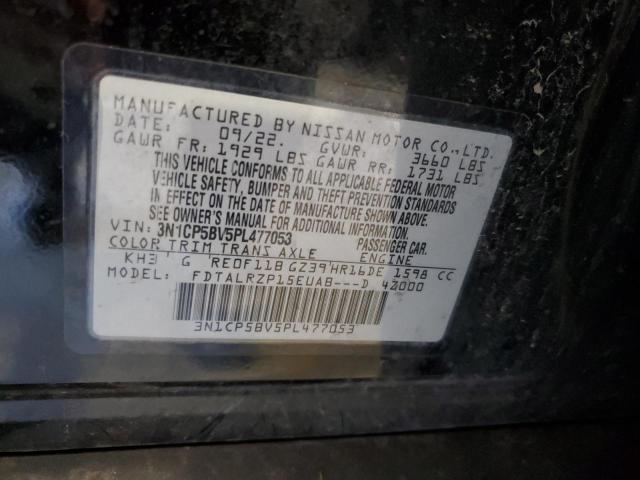 MANUFACTURED BY NISSAN MOTOR CO.,LTD.
DATE: 09/22. GVWR: 3660 LBS
GAWR FR: 1929 LBS GAWR RR: 1731 LBS
THIS VEHICLE CONFORMS TO ALL APPLICABLE FEDERAL MOTOR
VEHICLE SAFETY, BUMPER AND THEFT PREVENTION STANDARDS
IN EFFECT ON THE DATE OF MANUFACTURE SHOWN ABOVE.
SEE OWNER'S MANUAL FOR ADDITIONAL INFORMATION.
VIN: 3N1CP5BV5PL477053 PASSENGER CAR.
COLOR TRIM TRANS AXLE ENGINE
KH3 G RE0F11B GZ39 HR16DE 1598 CC
MODEL: FDTALRZP15EUAB---D 42000
3N1CP5BV5PL477053